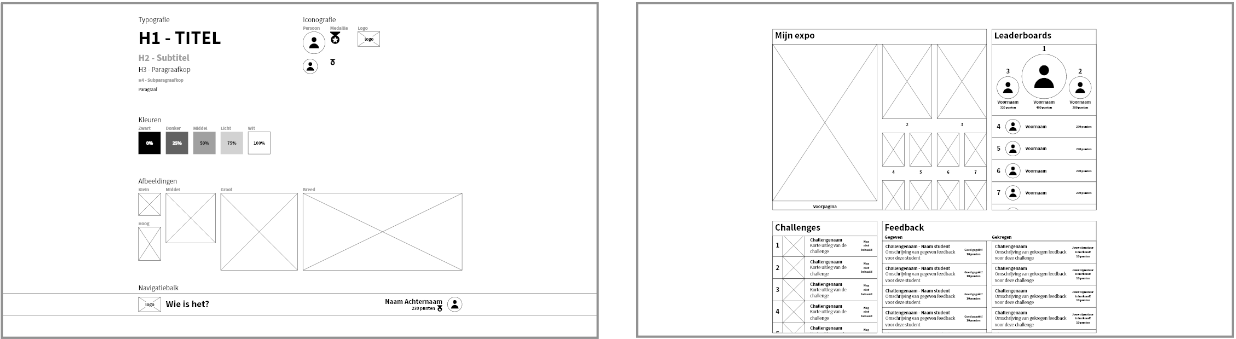 Typografie
H1 - TITEL
H2 - Subtitel
H3 - Paragraafkop
H4 - Subparagraafkop
Paragraaf
Iconografie
Persoon Medaille Logo
logo
Kleuren
Zwart Donker Middel Licht Wit
0% 25% 50% 75% 100%
Afbeeldingen
Klein Middel Groot Breed
Hoog
Navigatiebalk
logo Wie is het?
Naam Achternaam
230 punten
Mijn expo
Voorpagina
2 3
4 5 6 7
Leaderboards
1
3 2
Voornaam Voornaam Voornaam
4 Voornaam
5 Voornaam
6 Voornaam
7 Voornaam
Challenges
1 Challengenaam
Korte uitleg van de
challenge
2 Challengenaam
Korte uitleg van de
challenge
3 Challengenaam
Korte uitleg van de
challenge
4 Challengenaam
Korte uitleg van de
challenge
Challengenaam
Feedback
Gegeven
Challengenaam - Naam student
Omschrijving van gegeven feedback
voor deze student
Challengenaam - Naam student
Omschrijving van gegeven feedback
voor deze student
Challengenaam - Naam student
Omschrijving van gegeven feedback
voor deze student
Challengenaam - Naam student
Omschrijving van gegeven feedback
voor deze student
Gekregen
Challengenaam
Omschrijving van gekregen feedback
voor deze challenge
Challengenaam
Omschrijving van gekregen feedback
voor deze challenge
Challengenaam
Omschrijving van gekregen feedback
voor deze challenge
Challengenaam
Omschrijving van gekregen feedback
voor deze challenge